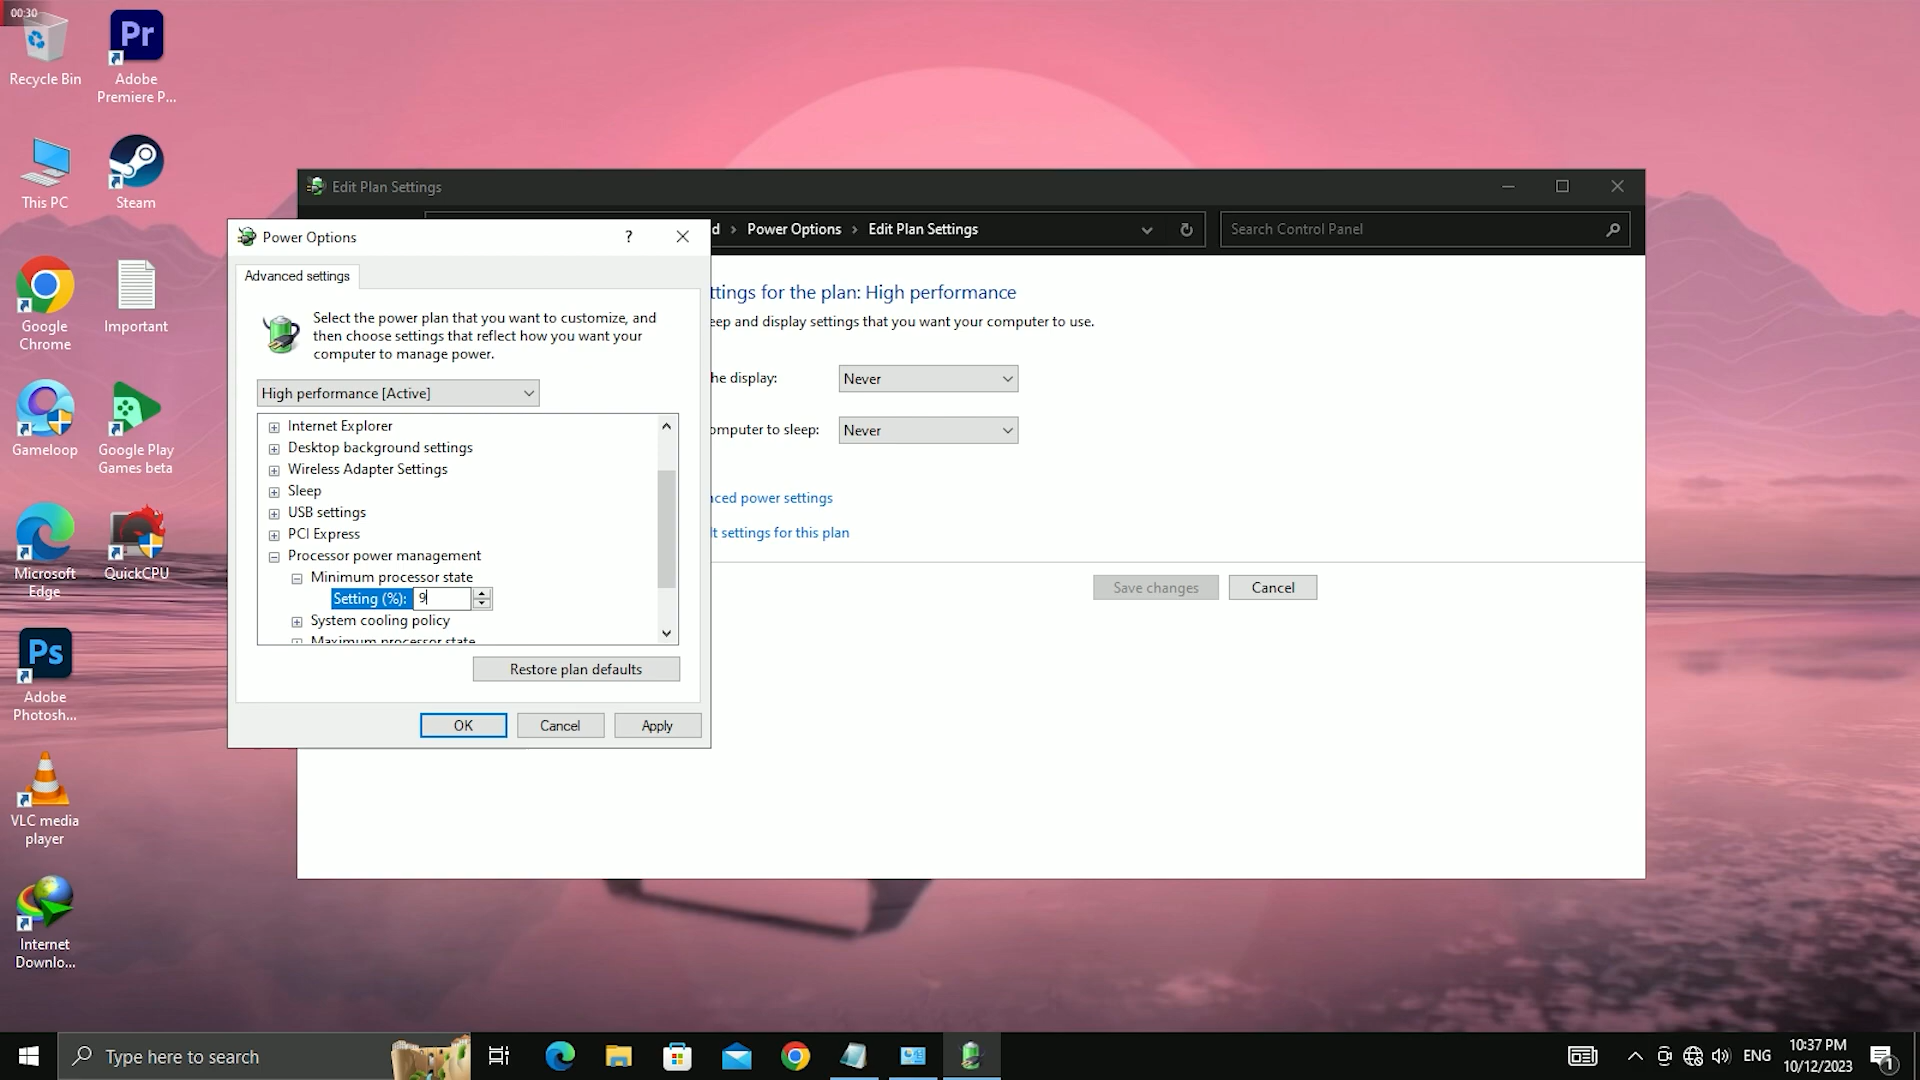 00:30
Recycle Bin
Adobe
Premiere P...
This PC
Steam
Google
Chrome
Important
Gameloop
Google Play
Games beta
Microsoft
Edge
QuickCPU
Adobe
Photosh...
VLC media
player
Internet
Downlo...
Edit Plan Settings
d › Power Options › Edit Plan Settings
Search Control Panel
ttings for the plan: High performance
eep and display settings that you want your computer to use.
he display:
Never
omputer to sleep:
Never
nced power settings
lt settings for this plan
Save changes
Cancel
Power Options
?
Advanced settings
Select the power plan that you want to customize, and
then choose settings that reflect how you want your
computer to manage power.
High performance [Active]
Internet Explorer
Desktop background settings
Wireless Adapter Settings
Sleep
USB settings
PCI Express
Processor power management
Minimum processor state
Setting (%): 9
System cooling policy
Maximum processor state
Restore plan defaults
OK
Cancel
Apply
Pr
Ps
Type here to search
ENG
10:37 PM
10/12/2023
1